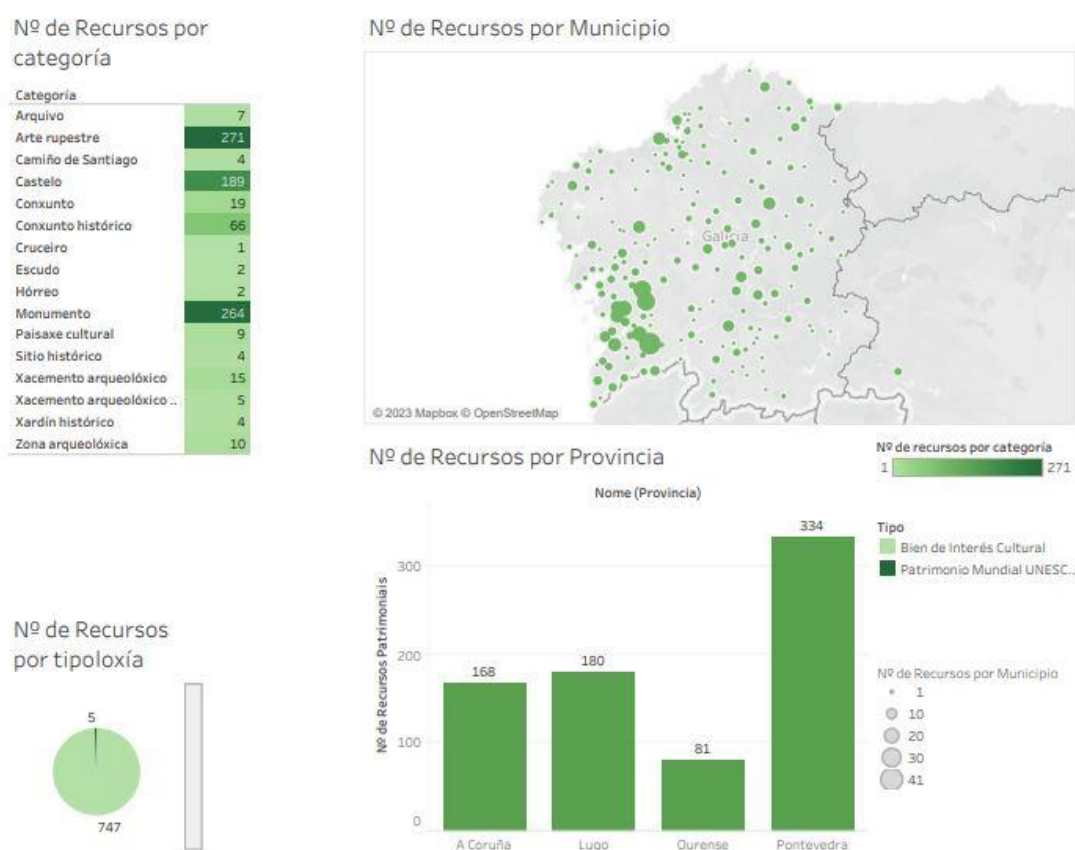 Nº de Recursos por
categoría
Categoría
Arquivo 7
Arte rupestre 271
Camiño de Santiago 4
Castelo 189
Conxunto 19
Conxunto histórico 66
Cruceiro 1
Escudo 2
Hórreo 2
Monumento 264
Paisaxe cultural 9
Sitio histórico 4
Xacemento arqueolóxico 15
Xacemento arqueolóxico .. 5
Xardín histórico 4
Zona arqueolóxica 10
Nº de Recursos por Municipio
Galicia
© 2023 Mapbox © OpenStreetMap
Nº de Recursos por Provincia
Nome (Provincia)
Nº de Recursos Patrimoniais
300
200
100
0
168
180
81
334
A Coruña
Lugo
Ourense
Pontevedra
Nº de recursos por categoría
1 271
Tipo
Bien de Interés Cultural
Patrimonio Mundial UNESC..
Nº de Recursos por Municipio
1
10
20
30
41
Nº de Recursos
por tipoloxía
5
747